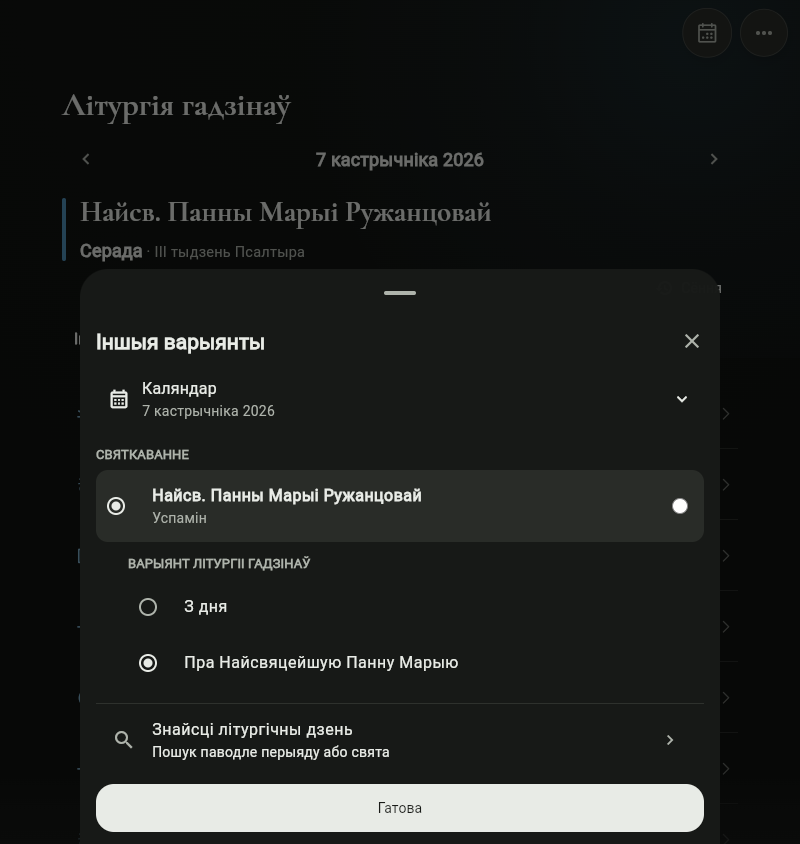 Літургія гадзінаў
7 кастрычніка 2026
Найсв. Панны Марыі Ружанцовай
Серада · III тыдзень Псалтыра
Іншыя варыянты
Каляндар
7 кастрычніка 2026
СВЯТКАВАННЕ
Найсв. Панны Марыі Ружанцовай
Успамін
ВАРЫЯНТ ЛІТУРГІІ ГАДЗІНАЎ
З дня
Пра Найсвяцейшую Панну Марыю
Знайсці літургічны дзень
Пошук паводле перыяду або свята
Гатова